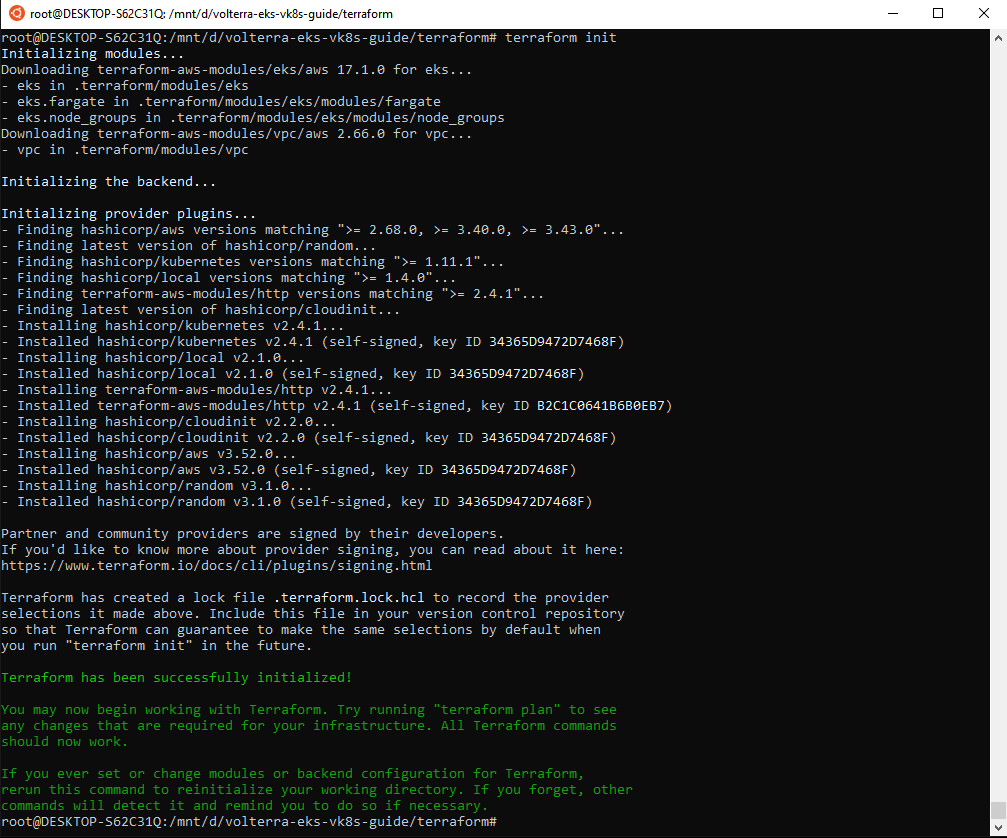 root@DESKTOP-S62C31Q: /mnt/d/volterra-eks-vk8s-guide/terraform
root@DESKTOP-S62C31Q:/mnt/d/volterra-eks-vk8s-guide/terraform# terraform init
Initializing modules...
Downloading terraform-aws-modules/eks/aws 17.1.0 for eks...
- eks in .terraform/modules/eks
- eks.fargate in .terraform/modules/eks/modules/fargate
- eks.node_groups in .terraform/modules/eks/modules/node_groups
Downloading terraform-aws-modules/vpc/aws 2.66.0 for vpc...
- vpc in .terraform/modules/vpc

Initializing the backend...

Initializing provider plugins...
- Finding hashicorp/aws versions matching ">= 2.68.0, >= 3.40.0, >= 3.43.0"...
- Finding latest version of hashicorp/random...
- Finding hashicorp/kubernetes versions matching ">= 1.11.1"...
- Finding hashicorp/local versions matching ">= 1.4.0"...
- Finding terraform-aws-modules/http versions matching ">= 2.4.1"...
- Finding latest version of hashicorp/cloudinit...
- Installing hashicorp/kubernetes v2.4.1...
- Installed hashicorp/kubernetes v2.4.1 (self-signed, key ID 34365D9472D7468F)
- Installing hashicorp/local v2.1.0...
- Installed hashicorp/local v2.1.0 (self-signed, key ID 34365D9472D7468F)
- Installing terraform-aws-modules/http v2.4.1...
- Installed terraform-aws-modules/http v2.4.1 (self-signed, key ID B2C1C0641B6B0EB7)
- Installing hashicorp/cloudinit v2.2.0...
- Installed hashicorp/cloudinit v2.2.0 (self-signed, key ID 34365D9472D7468F)
- Installing hashicorp/aws v3.52.0...
- Installed hashicorp/aws v3.52.0 (self-signed, key ID 34365D9472D7468F)
- Installing hashicorp/random v3.1.0...
- Installed hashicorp/random v3.1.0 (self-signed, key ID 34365D9472D7468F)

Partner and community providers are signed by their developers.
If you'd like to know more about provider signing, you can read about it here:
https://www.terraform.io/docs/cli/plugins/signing.html

Terraform has created a lock file .terraform.lock.hcl to record the provider
selections it made above. Include this file in your version control repository
so that Terraform can guarantee to make the same selections by default when
you run "terraform init" in the future.

Terraform has been successfully initialized!

You may now begin working with Terraform. Try running "terraform plan" to see
any changes that are required for your infrastructure. All Terraform commands
should now work.

If you ever set or change modules or backend configuration for Terraform,
rerun this command to reinitialize your working directory. If you forget, other
commands will detect it and remind you to do so if necessary.
root@DESKTOP-S62C31Q:/mnt/d/volterra-eks-vk8s-guide/terraform#